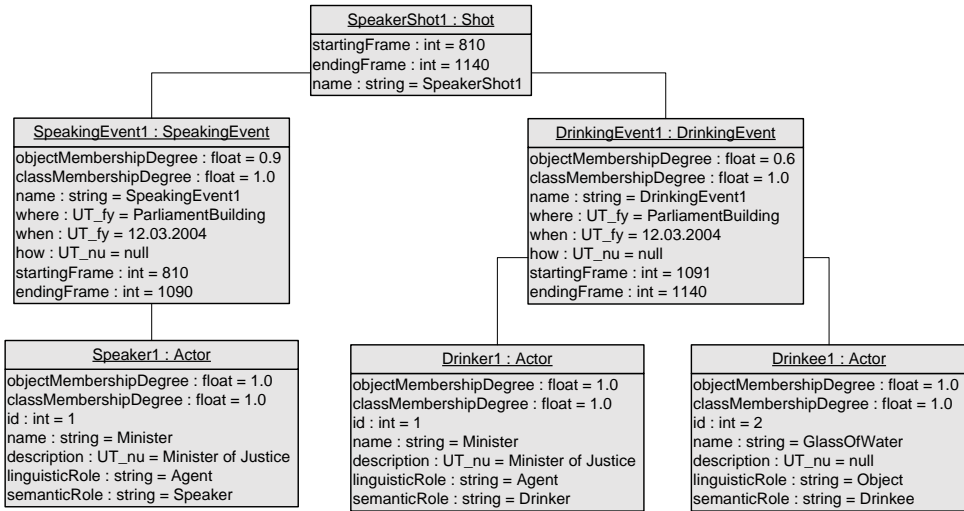 SpeakerShot1 : Shot
startingFrame : int = 810
endingFrame : int = 1140
name : string = SpeakerShot1
SpeakingEvent1 : SpeakingEvent
objectMembershipDegree : float = 0.9
classMembershipDegree : float = 1.0
name : string = SpeakingEvent1
where : UT_fy = ParliamentBuilding
when : UT_fy = 12.03.2004
how : UT_nu = null
startingFrame : int = 810
endingFrame : int = 1090
DrinkingEvent1 : DrinkingEvent
objectMembershipDegree : float = 0.6
classMembershipDegree : float = 1.0
name : string = DrinkingEvent1
where : UT_fy = ParliamentBuilding
when : UT_fy = 12.03.2004
how : UT_nu = null
startingFrame : int = 1091
endingFrame : int = 1140
Speaker1 : Actor
objectMembershipDegree : float = 1.0
classMembershipDegree : float = 1.0
id : int = 1
name : string = Minister
description : UT_nu = Minister of Justice
linguisticRole : string = Agent
semanticRole : string = Speaker
Drinker1 : Actor
objectMembershipDegree : float = 1.0
classMembershipDegree : float = 1.0
id : int = 1
name : string = Minister
description : UT_nu = Minister of Justice
linguisticRole : string = Agent
semanticRole : string = Drinker
Drinkee1 : Actor
objectMembershipDegree : float = 1.0
classMembershipDegree : float = 1.0
id : int = 2
name : string = GlassOfWater
description : UT_nu = null
linguisticRole : string = Object
semanticRole : string = Drinkee